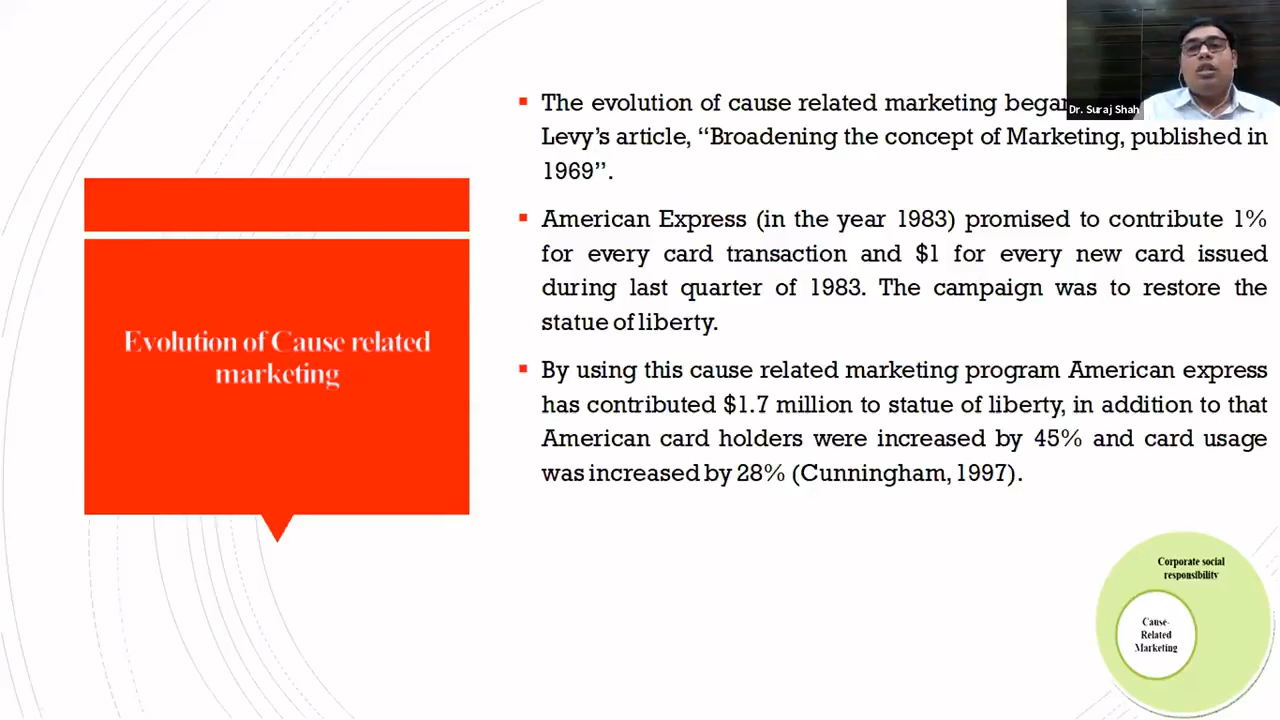 Dr. Suraj Shah
Evolution of Cause related
marketing
The evolution of cause related marketing began
Levy’s article, “Broadening the concept of Marketing, published in
1969”.
American Express (in the year 1983) promised to contribute 1%
for every card transaction and $1 for every new card issued
during last quarter of 1983. The campaign was to restore the
statue of liberty.
By using this cause related marketing program American express
has contributed $1.7 million to statue of liberty, in addition to that
American card holders were increased by 45% and card usage
was increased by 28% (Cunningham, 1997).
Corporate social
responsibility
Cause-
Related
Marketing